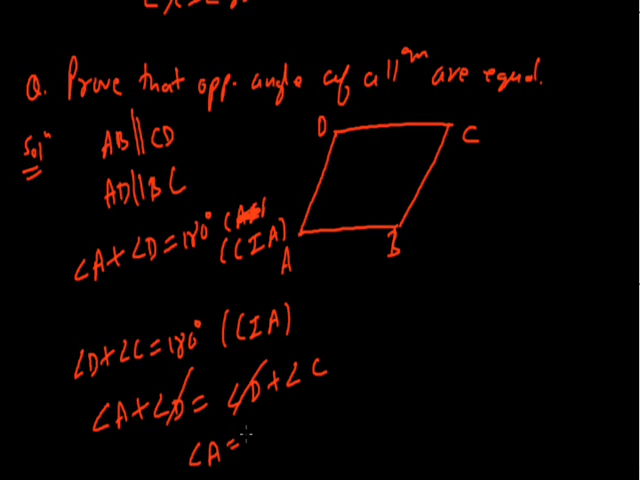 Q. Prove that opp. angle of a ||gm are equal.
Soln
AB || CD
AD || BC
D
C
A
B
∠A + ∠D = 180°
(CIA)
∠D + ∠C = 180° (CIA)
∠A + ∠D = ∠D + ∠C
∠A =